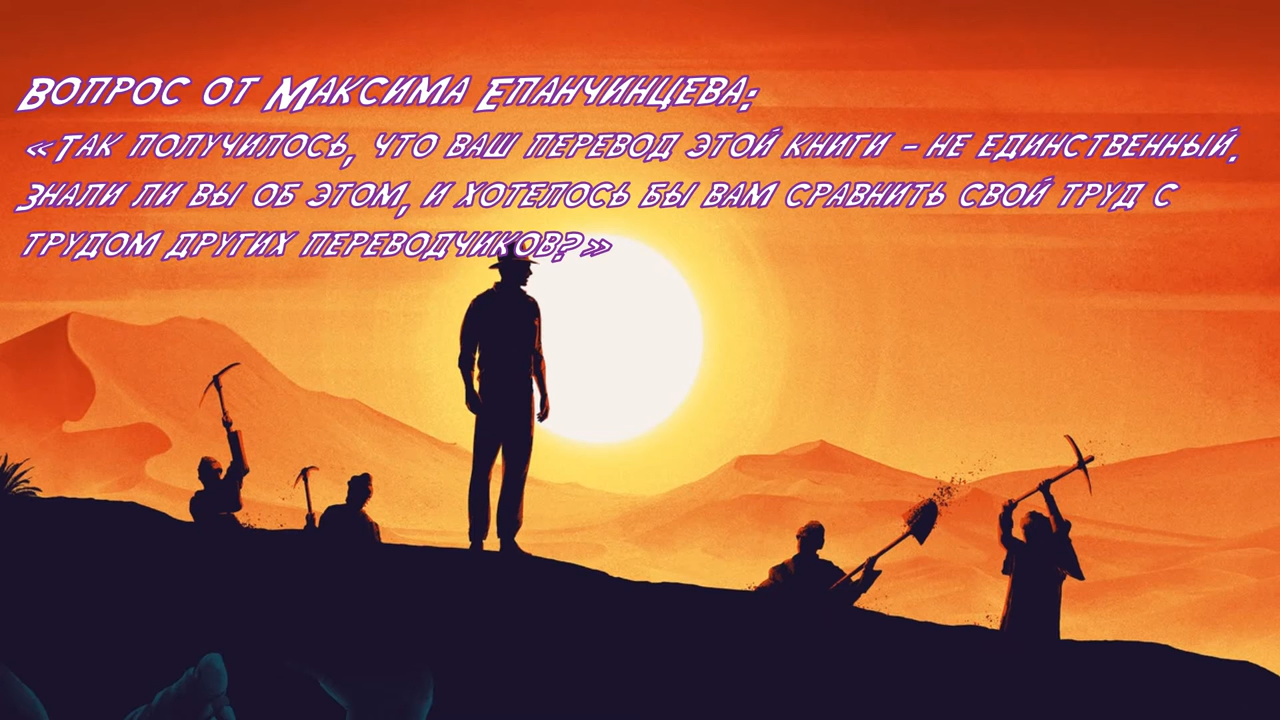 Вопрос от Максима Епанчинцева:
«Так получилось, что ваш перевод этой книги – не единственный.
Знали ли вы об этом, и хотелось бы вам сравнить свой труд с
трудом других переводчиков?»